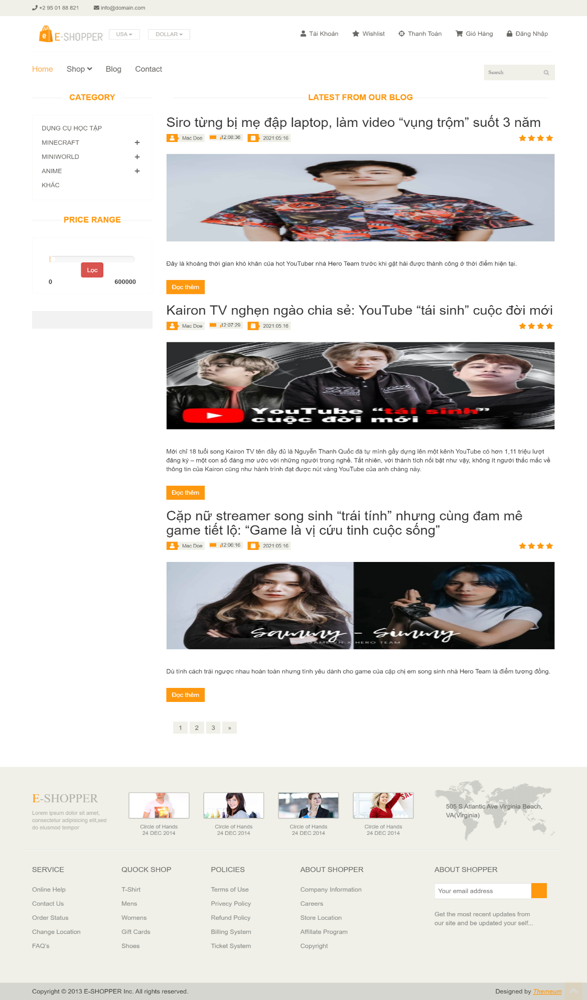 +2 95 01 88 821
info@domain.com
E-SHOPPER
USA
DOLLAR
Tài Khoản
Wishlist
Thanh Toán
Giỏ Hàng
Đăng Nhập
Home
Shop
Blog
Contact
Search
CATEGORY
DỤNG CỤ HỌC TẬP
MINECRAFT
MINIWORLD
ANIME
KHÁC
PRICE RANGE
Lọc
0 600000
LATEST FROM OUR BLOG
Siro từng bị mẹ đập laptop, làm video “vụng trộm” suốt 3 năm
Mac Doe 12:08:36 2021:05:16
Đây là khoảng thời gian khó khăn của hot YouTuber nhà Hero Team trước khi gặt hái được thành công ở thời điểm hiện tại.
Đọc thêm
Kairon TV nghẹn ngào chia sẻ: YouTube “tái sinh” cuộc đời mới
Mac Doe 12:07:29 2021:05:16
YouTube “tái sinh”
cuộc đời mới
Mới chỉ 18 tuổi song Kairon TV tên đầy đủ là Nguyễn Thanh Quốc đã tự mình gầy dựng lên một kênh YouTube có hơn 1,11 triệu lượt
đăng ký – một con số đáng mơ ước với những người trong nghề. Tất nhiên, với thành tích nổi bật như vậy, không ít người thắc mắc về
thông tin của Kairon cũng như hành trình đạt được nút vàng YouTube của anh chàng này.
Đọc thêm
Cặp nữ streamer song sinh “trái tính” nhưng cùng đam mê
game tiết lộ: “Game là vị cứu tinh cuộc sống”
Mac Doe 12:06:16 2021:05:16
Sammy - Simmy
GAME.VN X HERO TEAM
Dù tính cách trái ngược nhau hoàn toàn nhưng tình yêu dành cho game của cặp chị em song sinh nhà Hero Team là điểm tương đồng.
Đọc thêm
1 2 3 »
E-SHOPPER
Lorem ipsum dolor sit amet,
consectetur adipisicing elit,sed
do eiusmod tempor
Circle of Hands
24 DEC 2014
Circle of Hands
24 DEC 2014
Circle of Hands
24 DEC 2014
SALE
Circle of Hands
24 DEC 2014
505 S Atlantic Ave Virginia Beach,
VA(Virginia)
SERVICE
Online Help
Contact Us
Order Status
Change Location
FAQ’s
QUOCK SHOP
T-Shirt
Mens
Womens
Gift Cards
Shoes
POLICIES
Terms of Use
Privecy Policy
Refund Policy
Billing System
Ticket System
ABOUT SHOPPER
Company Information
Careers
Store Location
Affillate Program
Copyright
ABOUT SHOPPER
Your email address
Get the most recent updates from
our site and be updated your self...
Copyright © 2013 E-SHOPPER Inc. All rights reserved.
Designed by Themeum